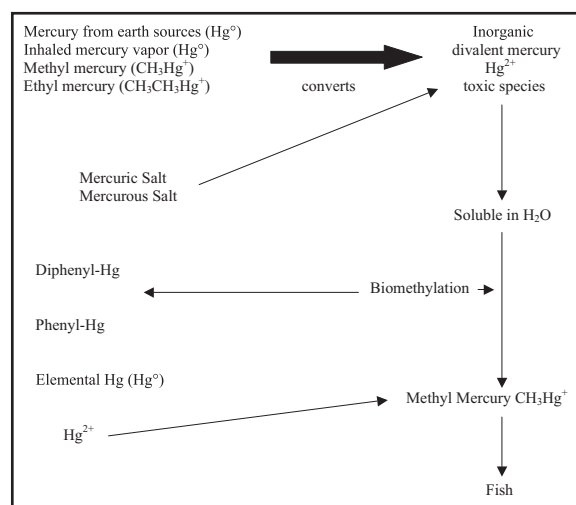 Mercury from earth sources (Hg°)
Inhaled mercury vapor (Hg°)
Methyl mercury (CH₃Hg⁺)
Ethyl mercury (CH₃CH₃Hg⁺)
converts
Inorganic
divalent mercury
Hg²⁺
toxic species
Mercuric Salt
Mercurous Salt
Soluble in H₂O
Diphenyl-Hg
Biomethylation
Phenyl-Hg
Elemental Hg (Hg°)
Methyl Mercury CH₃Hg⁺
Hg²⁺
Fish